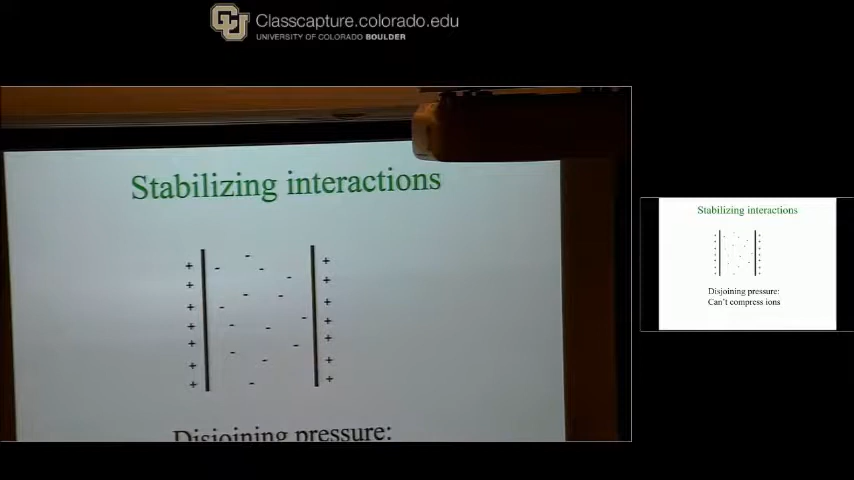 Classcapture.colorado.edu
UNIVERSITY OF COLORADO BOULDER
Stabilizing interactions
- 
+ - - +
+ - +
- -
+ - - +
+ - - +
+ - +
+ - - +
+ - +
Disjoining pressure:
Stabilizing interactions
Disjoining pressure:
Can't compress ions